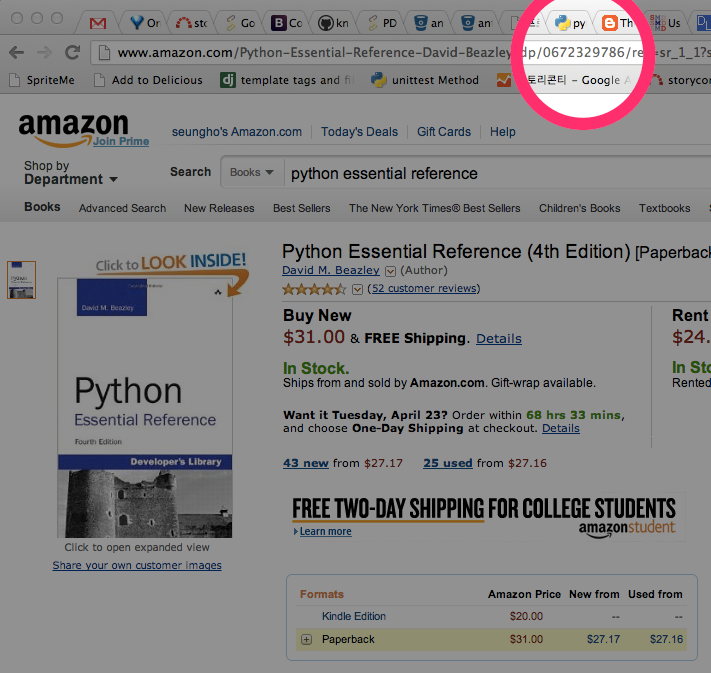 Or
sto
Go
Cc
kn
PD
an
an
py
Th
Us
www.amazon.com/Python-Essential-Reference-David-Beazley/dp/0672329786/ref=sr_1_1?s
SpriteMe
Add to Delicious
template tags and fi
unittest Method
토리콘티 - Google A
storycon
amazon
Join Prime
seungho's Amazon.com
Today's Deals
Gift Cards
Help
Shop by
Department
Search
Books
python essential reference
Books
Advanced Search
New Releases
Best Sellers
The New York Times® Best Sellers
Children's Books
Textbooks
Click to LOOK INSIDE!
David M. Beazley
Python
Essential Reference
Fourth Edition
Developer's Library
Click to open expanded view
Share your own customer images
Python Essential Reference (4th Edition) [Paperback
David M. Beazley (Author)
(52 customer reviews)
Buy New
$31.00 & FREE Shipping. Details
In Stock.
Ships from and sold by Amazon.com. Gift-wrap available.
Want it Tuesday, April 23? Order within 68 hrs 33 mins,
and choose One-Day Shipping at checkout. Details
Rent
$24.
In Sto
Rented
43 new from $27.17
25 used from $27.16
FREE TWO-DAY SHIPPING FOR COLLEGE STUDENTS
Learn more
amazonstudent
Formats
Amazon Price
New from
Used from
Kindle Edition
$20.00
--
--
Paperback
$31.00
$27.17
$27.16